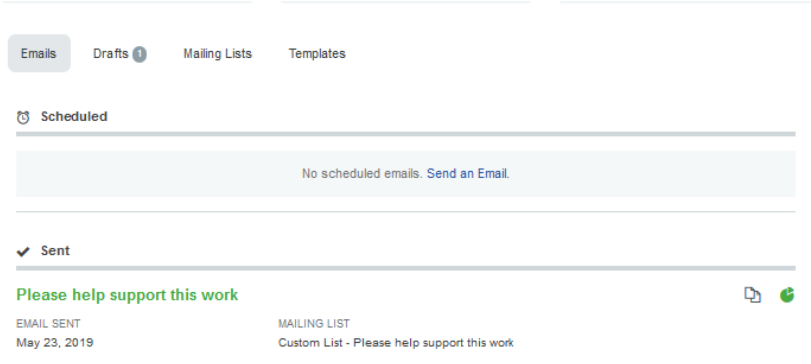 Emails Drafts 1 Mailing Lists Templates
Scheduled
No scheduled emails. Send an Email.
Sent
Please help support this work
EMAIL SENT MAILING LIST
May 23, 2019 Custom List - Please help support this work